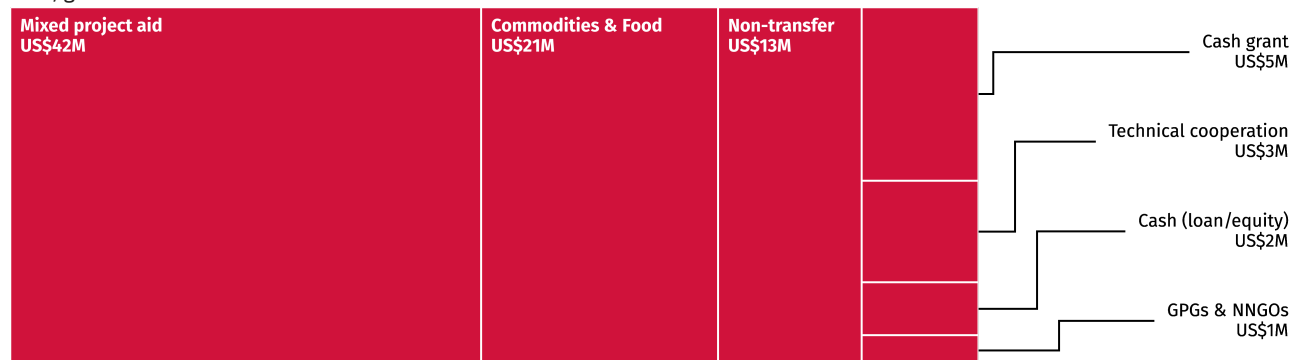 Mixed project aid
US$42M
Commodities & Food
US$21M
Non-transfer
US$13M
Cash grant
US$5M
Technical cooperation
US$3M
Cash (loan/equity)
US$2M
GPGs & NNGOs
US$1M